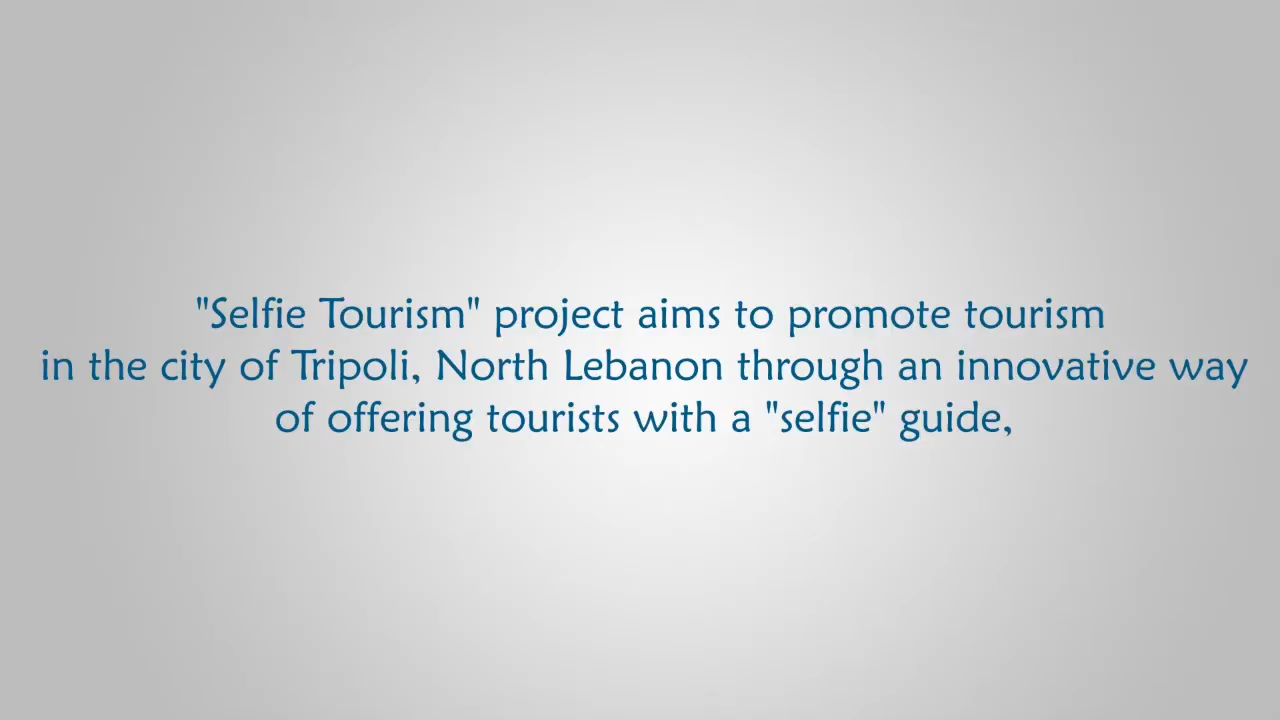 "Selfie Tourism" project aims to promote tourism
in the city of Tripoli, North Lebanon through an innovative way
of offering tourists with a "selfie" guide,